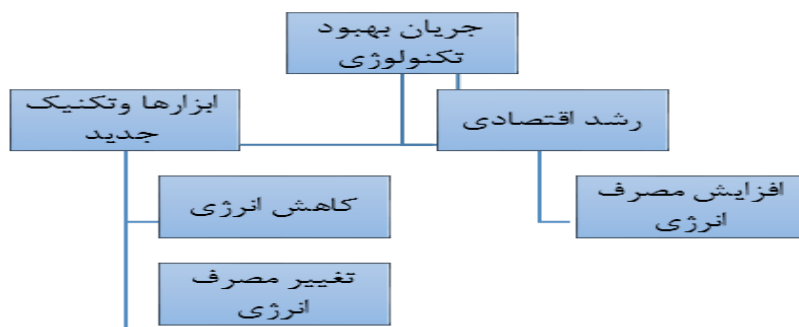 جریان بهبود
تکنولوژی
رشد اقتصادی
ابزارها وتکنیک
جدید
افزایش مصرف
انرژی
کاهش انرژی
تغییر مصرف
انرژی